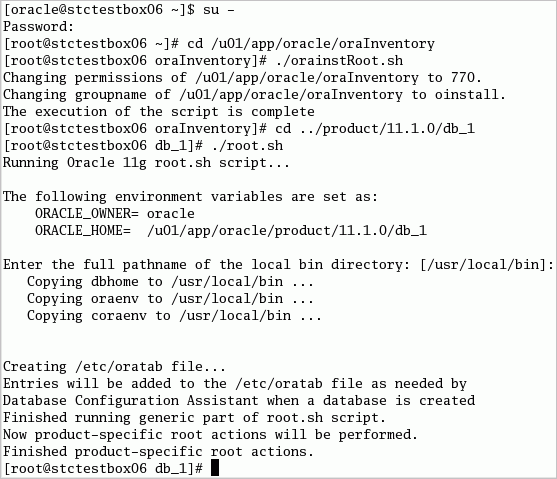 [oracle@stctestbox06 ~]$ su -
Password:
[root@stctestbox06 ~]# cd /u01/app/oracle/oraInventory
[root@stctestbox06 oraInventory]# ./orainstRoot.sh
Changing permissions of /u01/app/oracle/oraInventory to 770.
Changing groupname of /u01/app/oracle/oraInventory to oinstall.
The execution of the script is complete
[root@stctestbox06 oraInventory]# cd ../product/11.1.0/db_1
[root@stctestbox06 db_1]# ./root.sh
Running Oracle 11g root.sh script...
The following environment variables are set as:
    ORACLE_OWNER= oracle
    ORACLE_HOME=  /u01/app/oracle/product/11.1.0/db_1
Enter the full pathname of the local bin directory: [/usr/local/bin]:
   Copying dbhome to /usr/local/bin ...
   Copying oraenv to /usr/local/bin ...
   Copying coraenv to /usr/local/bin ...
Creating /etc/oratab file...
Entries will be added to the /etc/oratab file as needed by
Database Configuration Assistant when a database is created
Finished running generic part of root.sh script.
Now product-specific root actions will be performed.
Finished product-specific root actions.
[root@stctestbox06 db_1]#